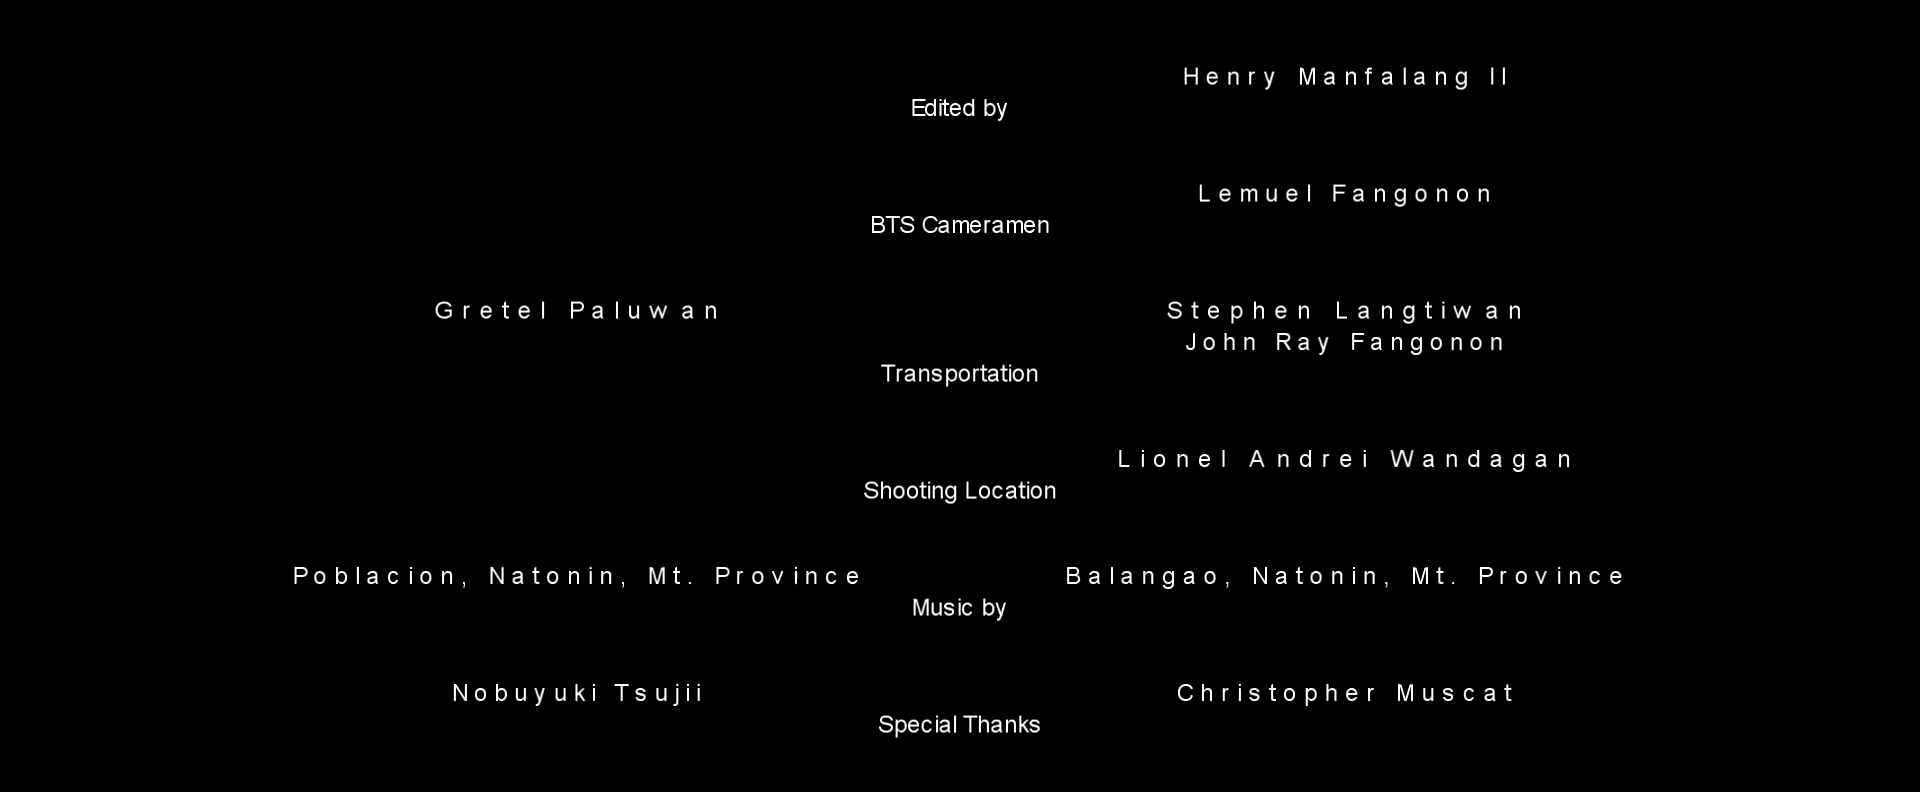 Henry Manfalang II
Edited by
Lemuel Fangonon
BTS Cameramen
Gretel Paluwan Stephen Langtiwan
John Ray Fangonon
Transportation
Lionel Andrei Wandagan
Shooting Location
Poblacion, Natonin, Mt. Province Balangao, Natonin, Mt. Province
Music by
Nobuyuki Tsujii Christopher Muscat
Special Thanks